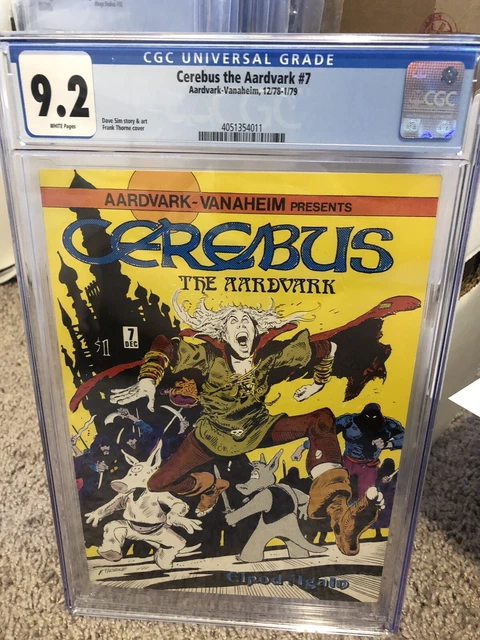 CGC UNIVERSAL GRADE
9.2
WHITE Pages
Cerebus the Aardvark #7
Aardvark-Vanaheim, 12/78-1/79
Dave Sim story & art
Frank Thorne cover
4051354011
CGC
AARDVARK-VANAHEIM PRESENTS
CEREBUS
THE AARDVARK
$1
7
DEC